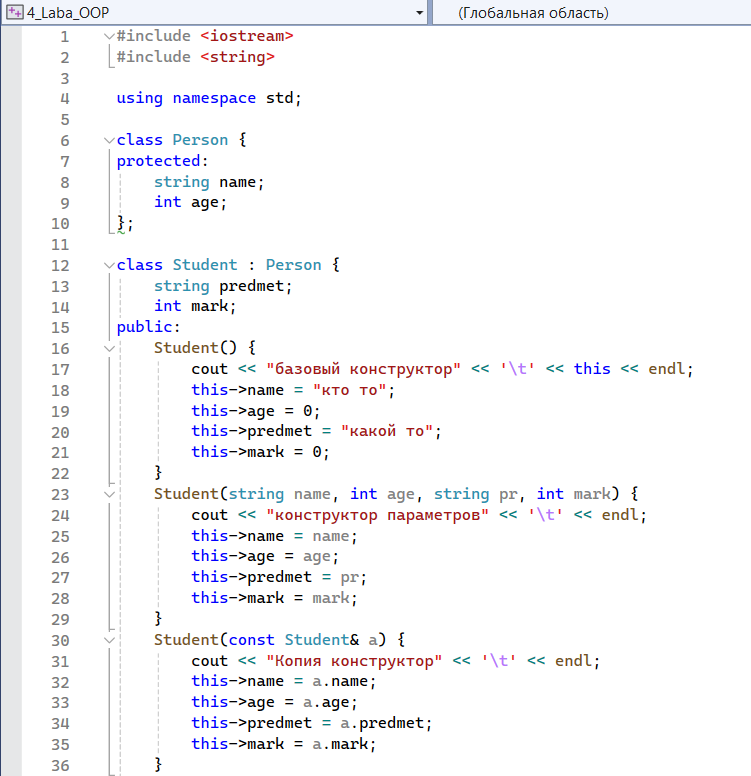 4_Laba_OOP (Глобальная область)
1 #include <iostream>
2 #include <string>
3
4 using namespace std;
5
6 class Person {
7 protected:
8     string name;
9     int age;
10 };
11
12 class Student : Person {
13     string predmet;
14     int mark;
15 public:
16     Student() {
17         cout << "базовый конструктор" << '\t' << this << endl;
18         this->name = "кто то";
19         this->age = 0;
20         this->predmet = "какой то";
21         this->mark = 0;
22     }
23     Student(string name, int age, string pr, int mark) {
24         cout << "конструктор параметров" << '\t' << endl;
25         this->name = name;
26         this->age = age;
27         this->predmet = pr;
28         this->mark = mark;
29     }
30     Student(const Student& a) {
31         cout << "Копия конструктор" << '\t' << endl;
32         this->name = a.name;
33         this->age = a.age;
34         this->predmet = a.predmet;
35         this->mark = a.mark;
36     }